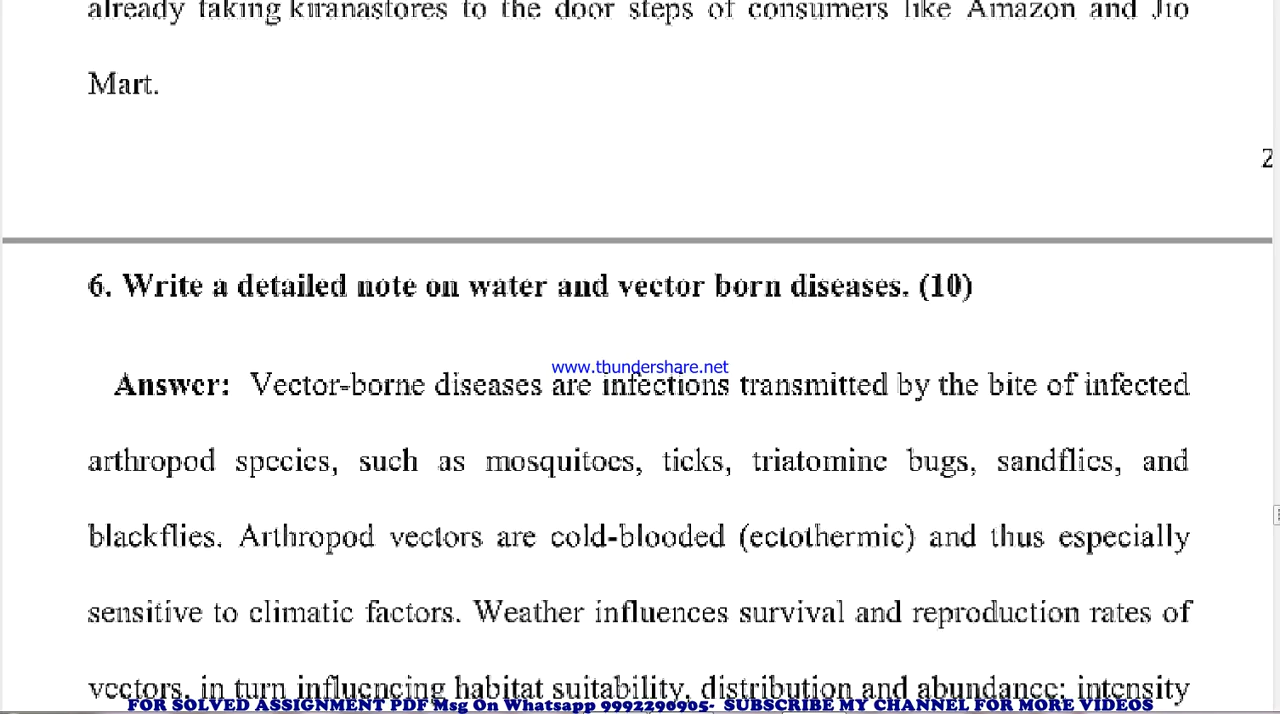 already taking kiranastores to the door steps of consumers like Amazon and Jio
Mart.
2
6. Write a detailed note on water and vector born diseases. (10)
www.thundershare.net
Answer: Vector-borne diseases are infections transmitted by the bite of infected
arthropod species, such as mosquitoes, ticks, triatomine bugs, sandflies, and
blackflies. Arthropod vectors are cold-blooded (ectothermic) and thus especially
sensitive to climatic factors. Weather influences survival and reproduction rates of
vectors, in turn influencing habitat suitability, distribution and abundance; intensity
FOR SOLVED ASSIGNMENT PDF Msg On Whatsapp 9992296905- SUBSCRIBE MY CHANNEL FOR MORE VIDEOS